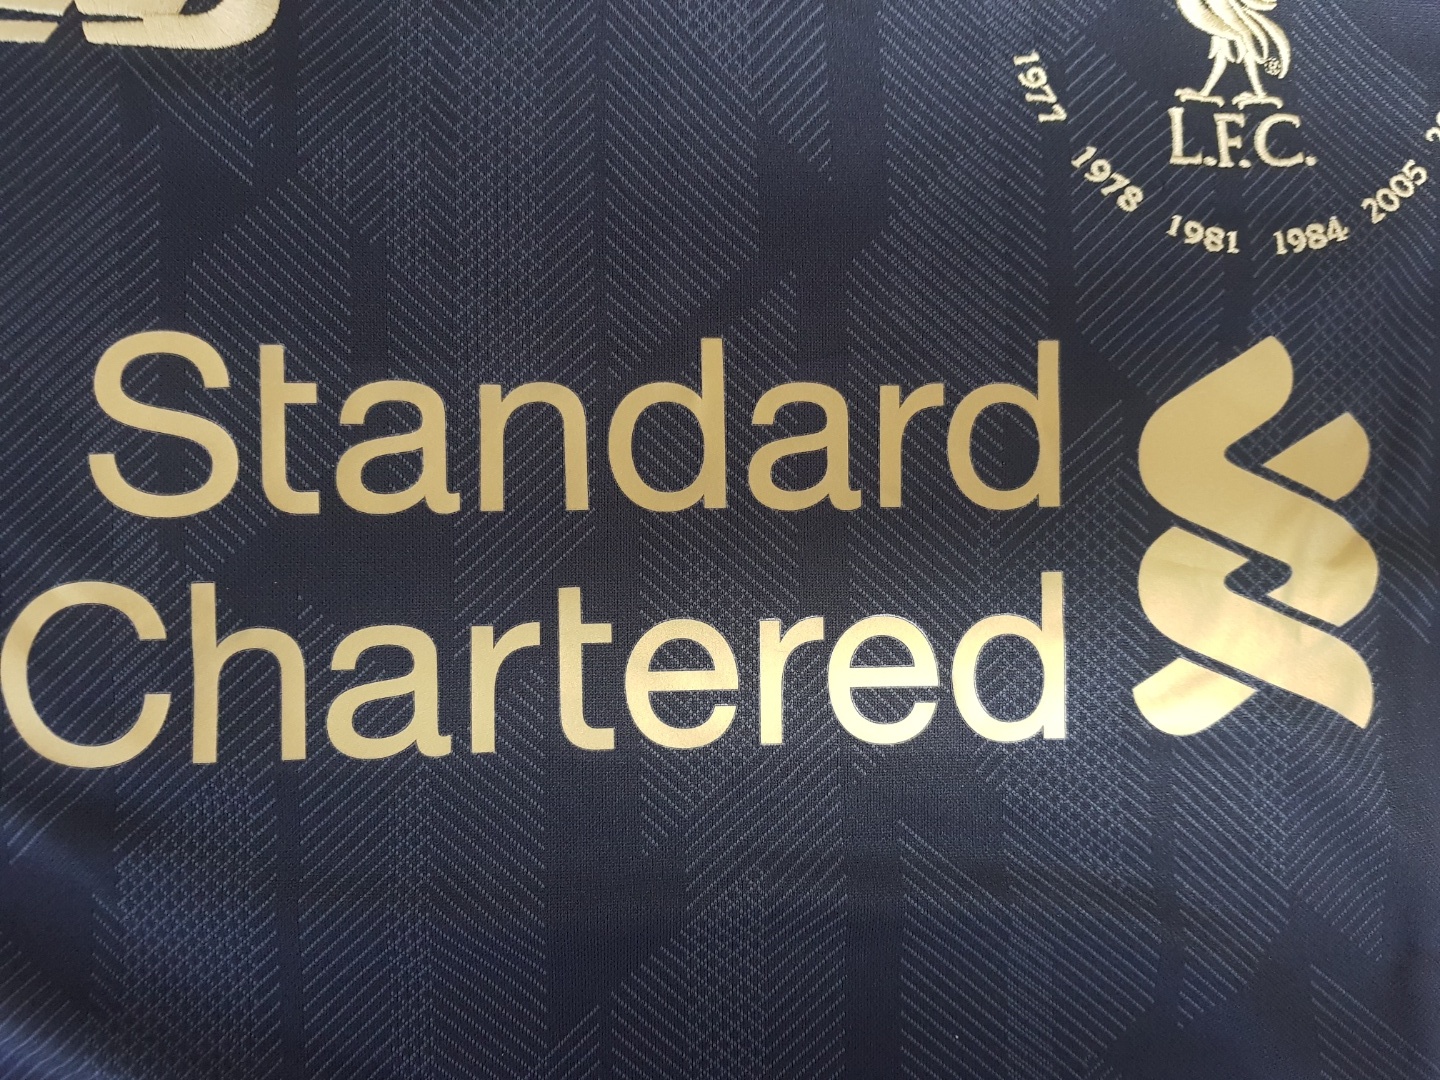 L.F.C.
1977
1978
1981
1984
2005
Standard
Chartered